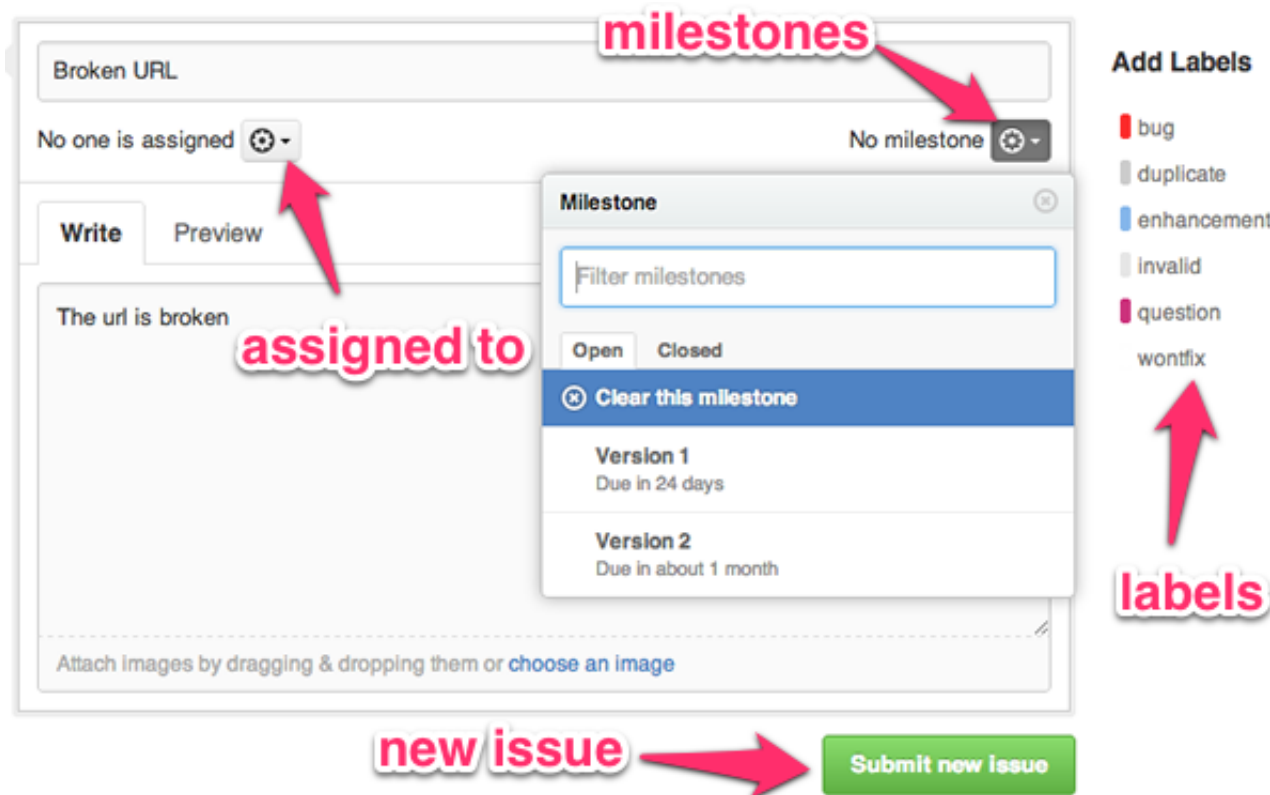 milestones
Broken URL
Add Labels
No one is assigned
No milestone
bug
duplicate
enhancement
invalid
question
wontfix
labels
Write Preview
The url is broken
assigned to
Milestone
Filter milestones
Open Closed
Clear this milestone
Version 1
Due in 24 days
Version 2
Due in about 1 month
Attach images by dragging & dropping them or choose an image
new issue
Submit new issue